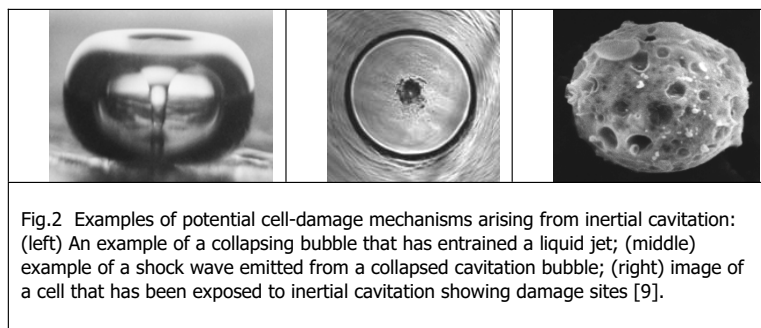 Fig.2 Examples of potential cell-damage mechanisms arising from inertial cavitation:
(left) An example of a collapsing bubble that has entrained a liquid jet; (middle)
example of a shock wave emitted from a collapsed cavitation bubble; (right) image of
a cell that has been exposed to inertial cavitation showing damage sites [9].